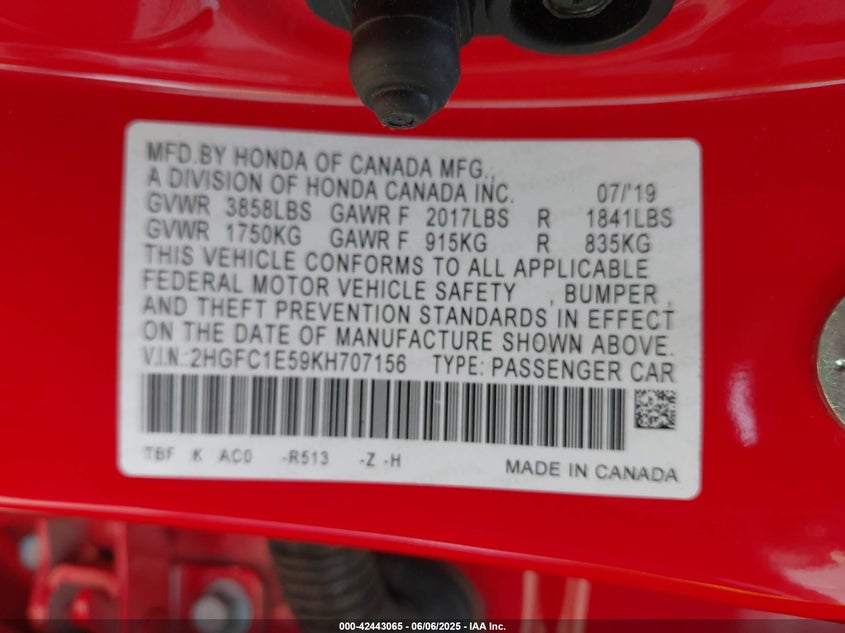 MFD.BY HONDA OF CANADA MFG.,
A DIVISION OF HONDA CANADA INC. 07/'19
GVWR 3858LBS GAWR F 2017LBS R 1841LBS
GVWR 1750KG GAWR F 915KG R 835KG
THIS VEHICLE CONFORMS TO ALL APPLICABLE
FEDERAL MOTOR VEHICLE SAFETY , BUMPER ,
AND THEFT PREVENTION STANDARDS IN EFFECT
ON THE DATE OF MANUFACTURE SHOWN ABOVE.
V.I.N.:2HGFC1E59KH707156 TYPE: PASSENGER CAR
TBF K AC0 -R513 -Z -H
MADE IN CANADA
000-42443065 - 06/06/2025 - IAA Inc.